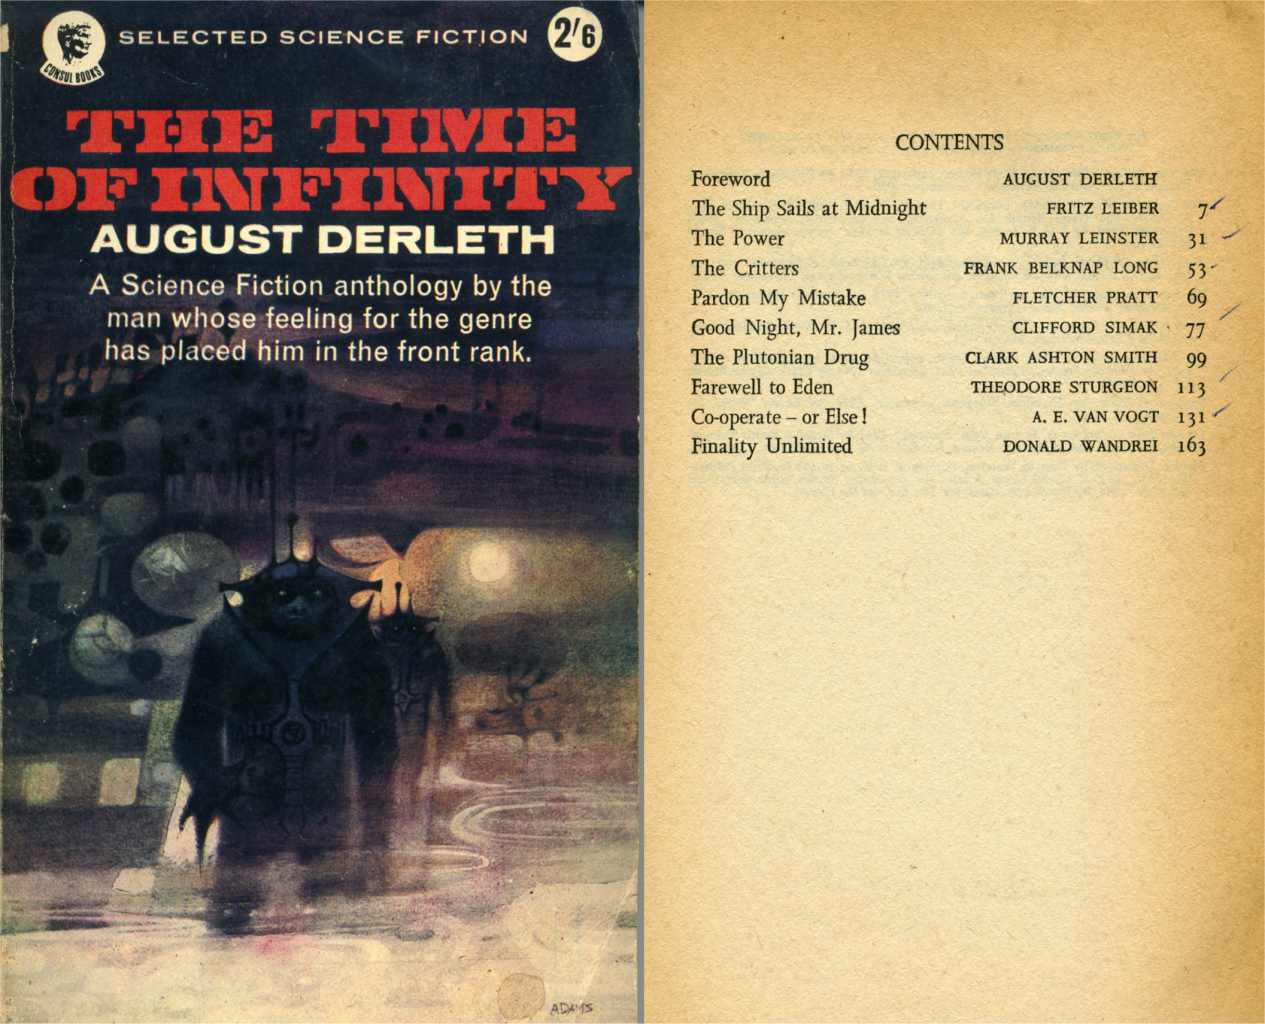 CONSUL BOOKS
SELECTED SCIENCE FICTION
2'6
THE TIME
OF INFINITY
AUGUST DERLETH
A Science Fiction anthology by the
man whose feeling for the genre
has placed him in the front rank.
ADAMS
CONTENTS
Foreword AUGUST DERLETH
The Ship Sails at Midnight FRITZ LEIBER 7
The Power MURRAY LEINSTER 31
The Critters FRANK BELKNAP LONG 53
Pardon My Mistake FLETCHER PRATT 69
Good Night, Mr. James CLIFFORD SIMAK 77
The Plutonian Drug CLARK ASHTON SMITH 99
Farewell to Eden THEODORE STURGEON 113
Co-operate – or Else! A. E. VAN VOGT 131
Finality Unlimited DONALD WANDREI 163